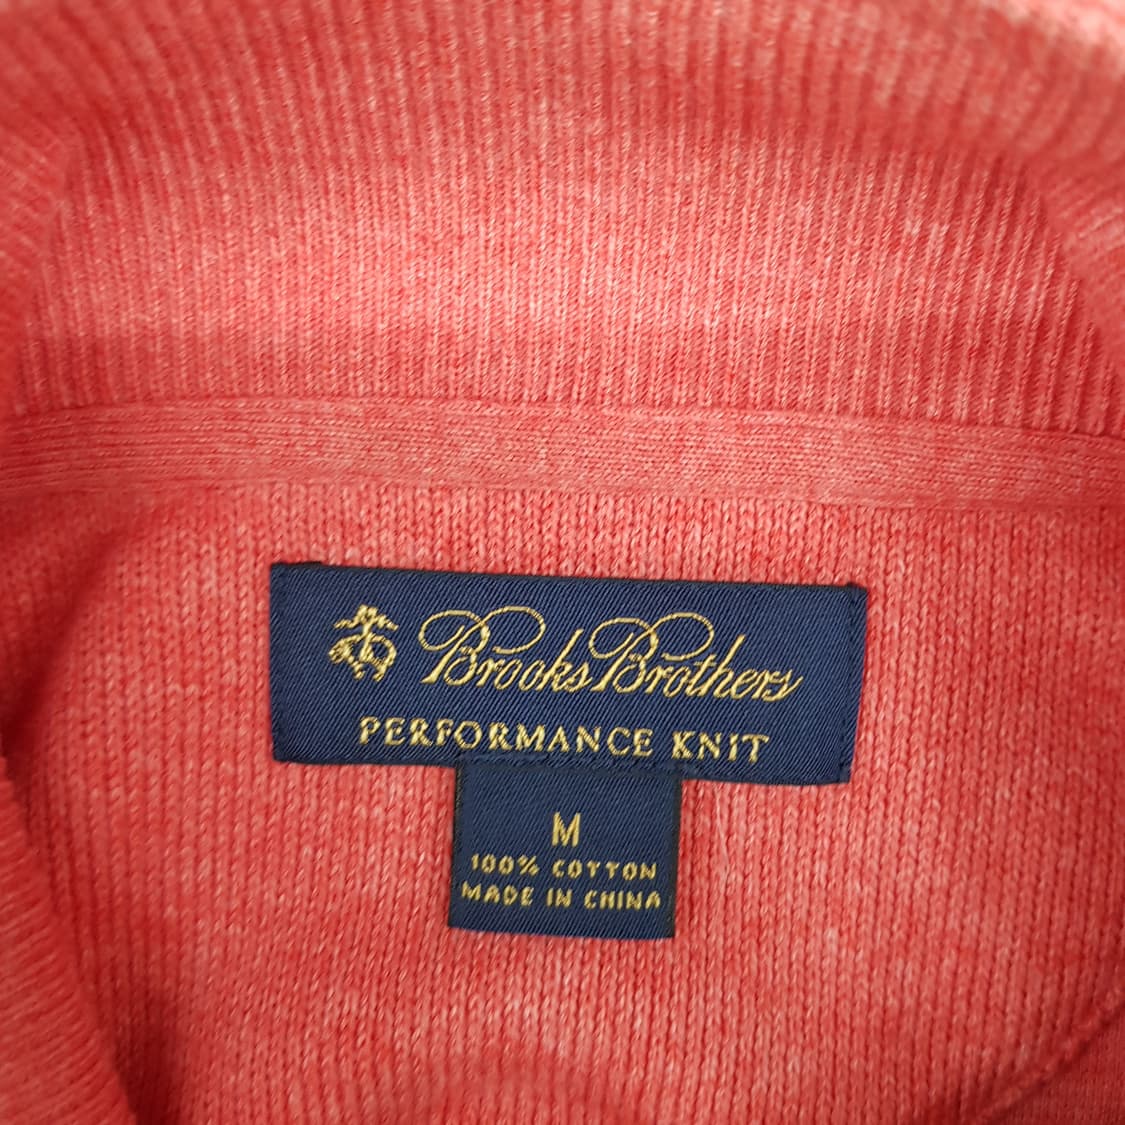 Brooks Brothers
PERFORMANCE KNIT
M
100% COTTON
MADE IN CHINA